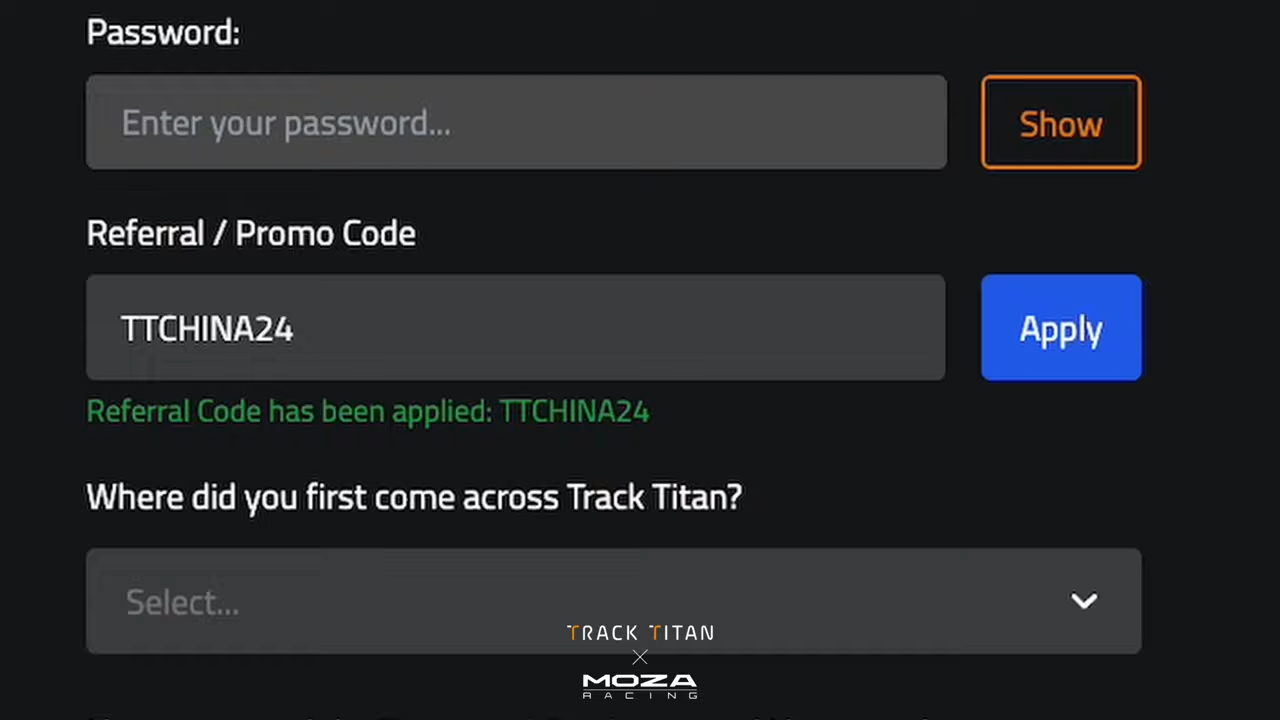 Password:
Enter your password...
Show
Referral / Promo Code
TTCHINA24
Apply
Referral Code has been applied: TTCHINA24
Where did you first come across Track Titan?
Select...
TRACK TITAN
MOZA
RACING